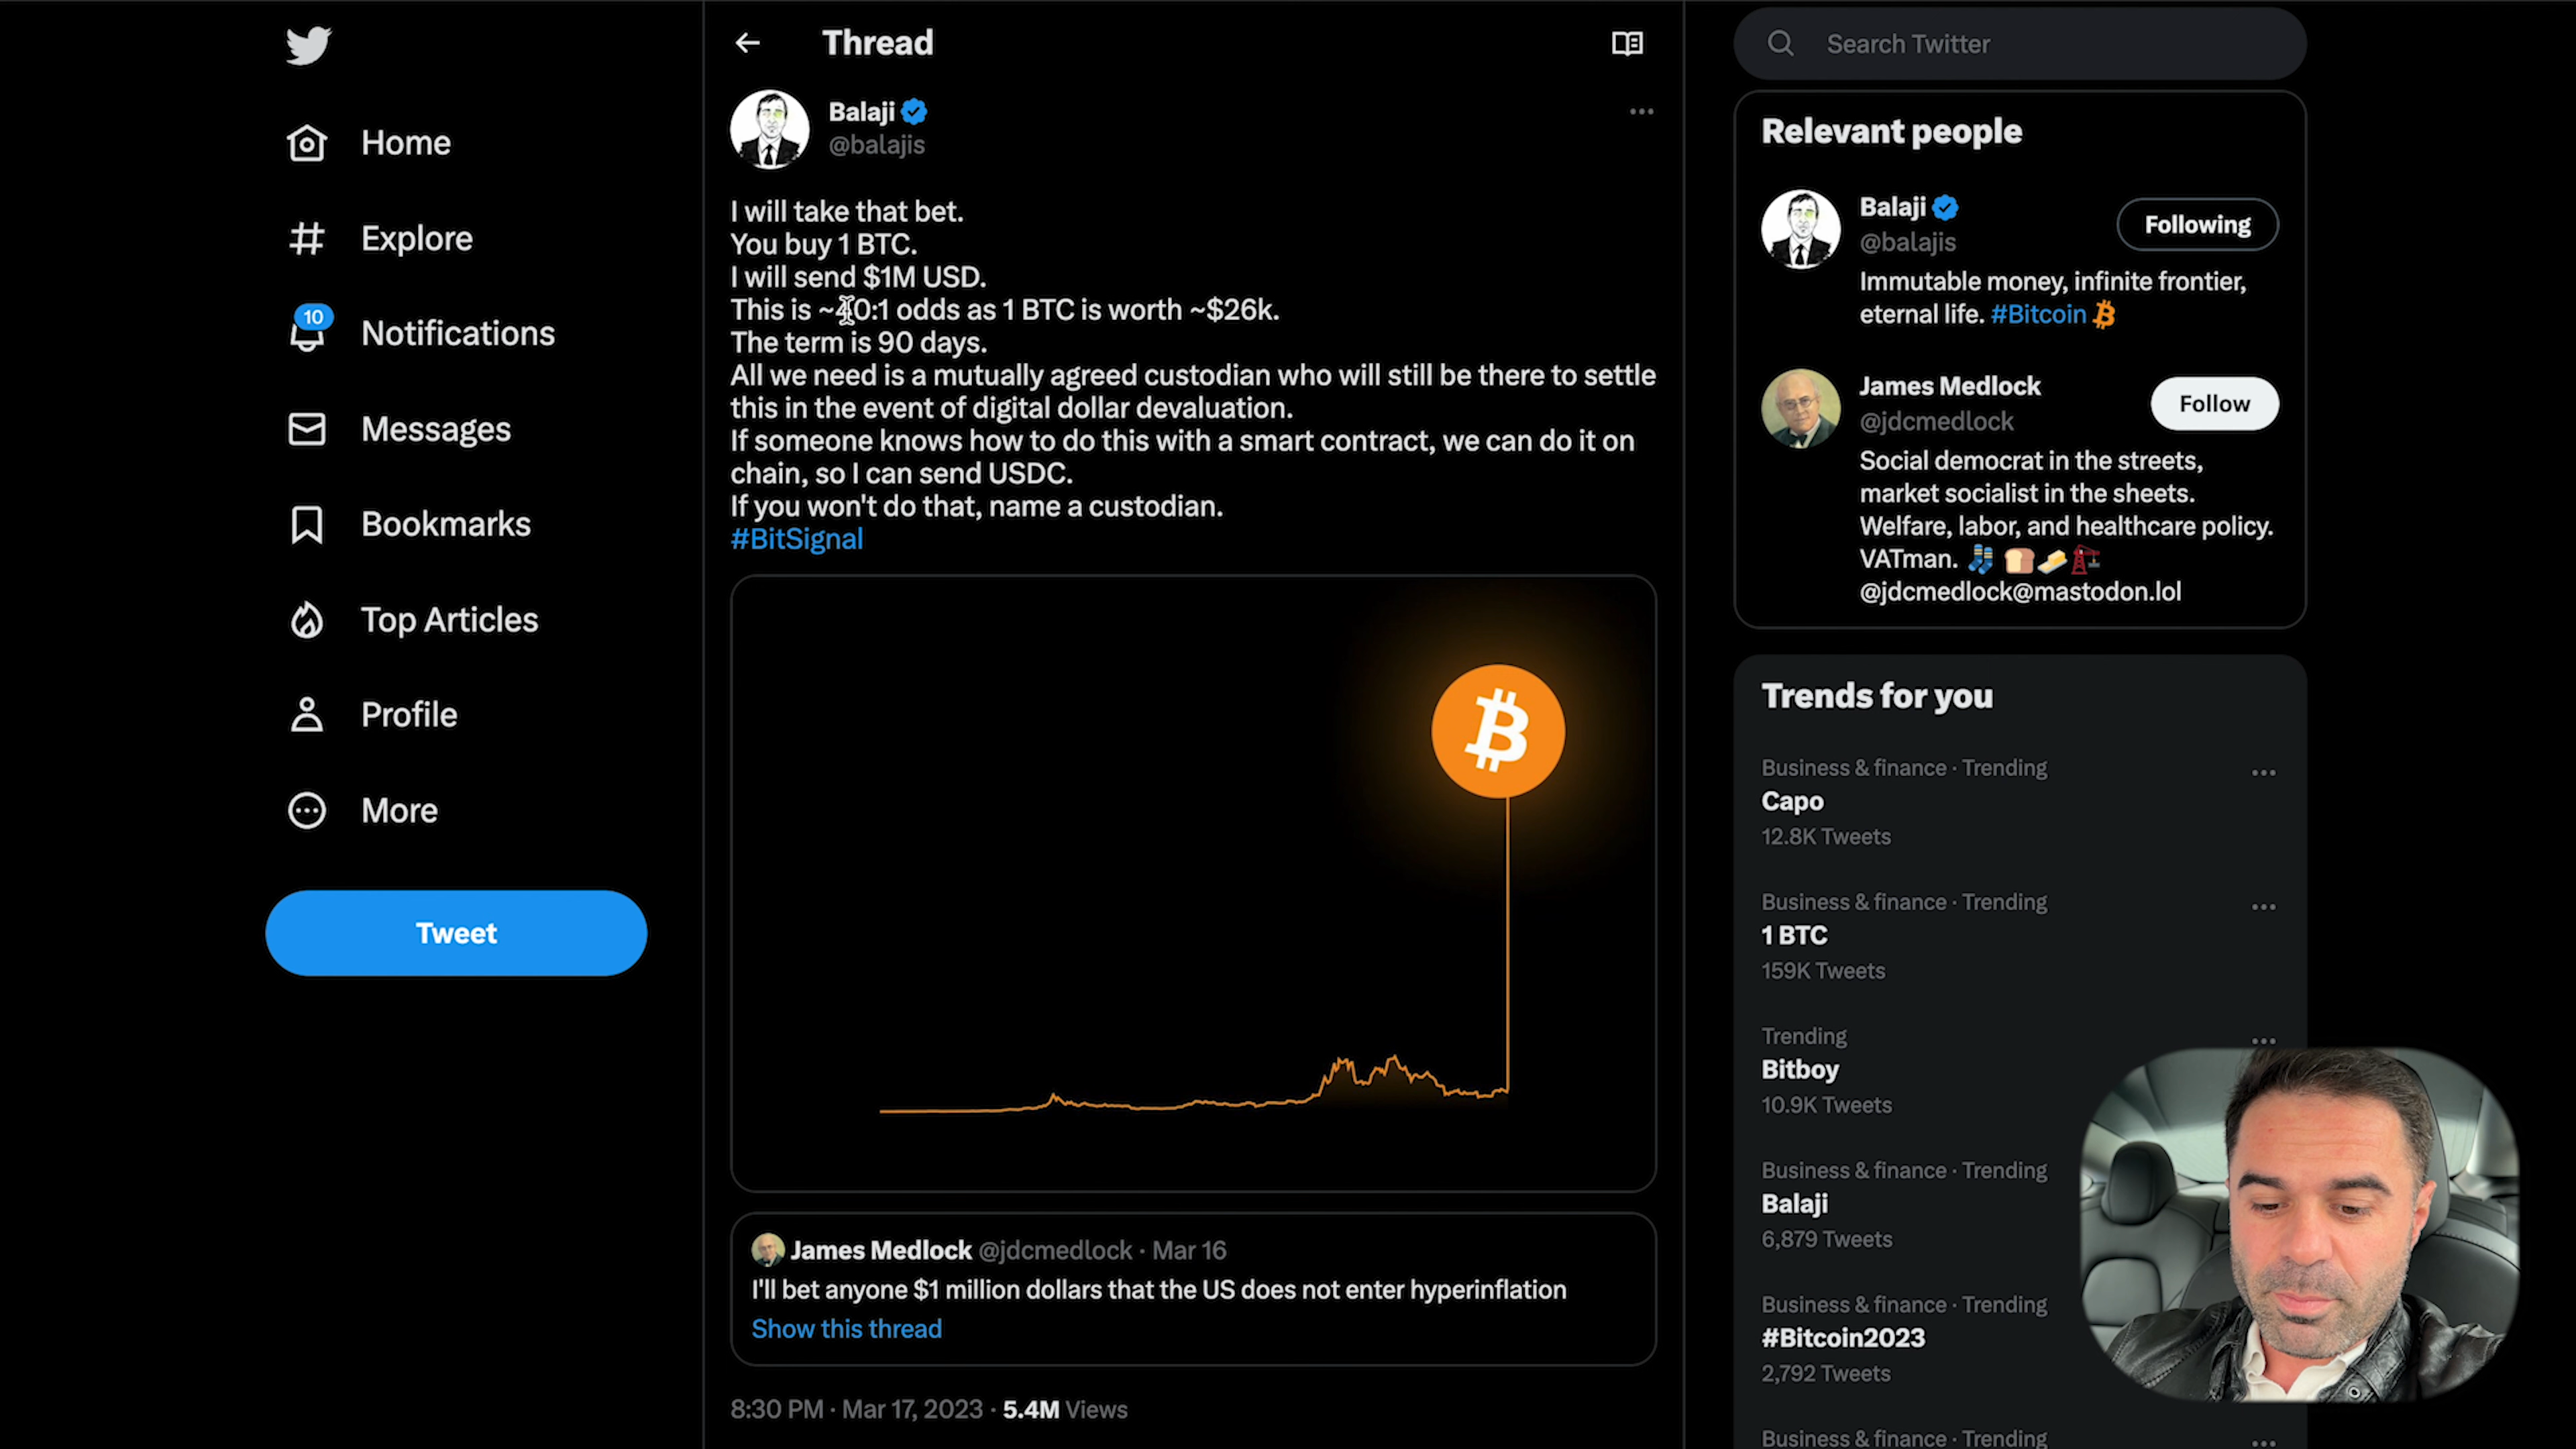 Home
Explore
10
Notifications
Messages
Bookmarks
Top Articles
Profile
More
Tweet
Thread
Balaji
@balajis
I will take that bet.
You buy 1 BTC.
I will send $1M USD.
This is ~40:1 odds as 1 BTC is worth ~$26k.
The term is 90 days.
All we need is a mutually agreed custodian who will still be there to settle
this in the event of digital dollar devaluation.
If someone knows how to do this with a smart contract, we can do it on
chain, so I can send USDC.
If you won't do that, name a custodian.
#BitSignal
James Medlock @jdcmedlock · Mar 16
I'll bet anyone $1 million dollars that the US does not enter hyperinflation
Show this thread
8:30 PM · Mar 17, 2023 · 5.4M Views
Search Twitter
Relevant people
Balaji
@balajis
Following
Immutable money, infinite frontier,
eternal life. #Bitcoin
James Medlock
@jdcmedlock
Follow
Social democrat in the streets,
market socialist in the sheets.
Welfare, labor, and healthcare policy.
VATman.
@jdcmedlock@mastodon.lol
Trends for you
Business & finance · Trending
Capo
12.8K Tweets
Business & finance · Trending
1 BTC
159K Tweets
Trending
Bitboy
10.9K Tweets
Business & finance · Trending
Balaji
6,879 Tweets
Business & finance · Trending
#Bitcoin2023
2,792 Tweets
Business & finance · Trending